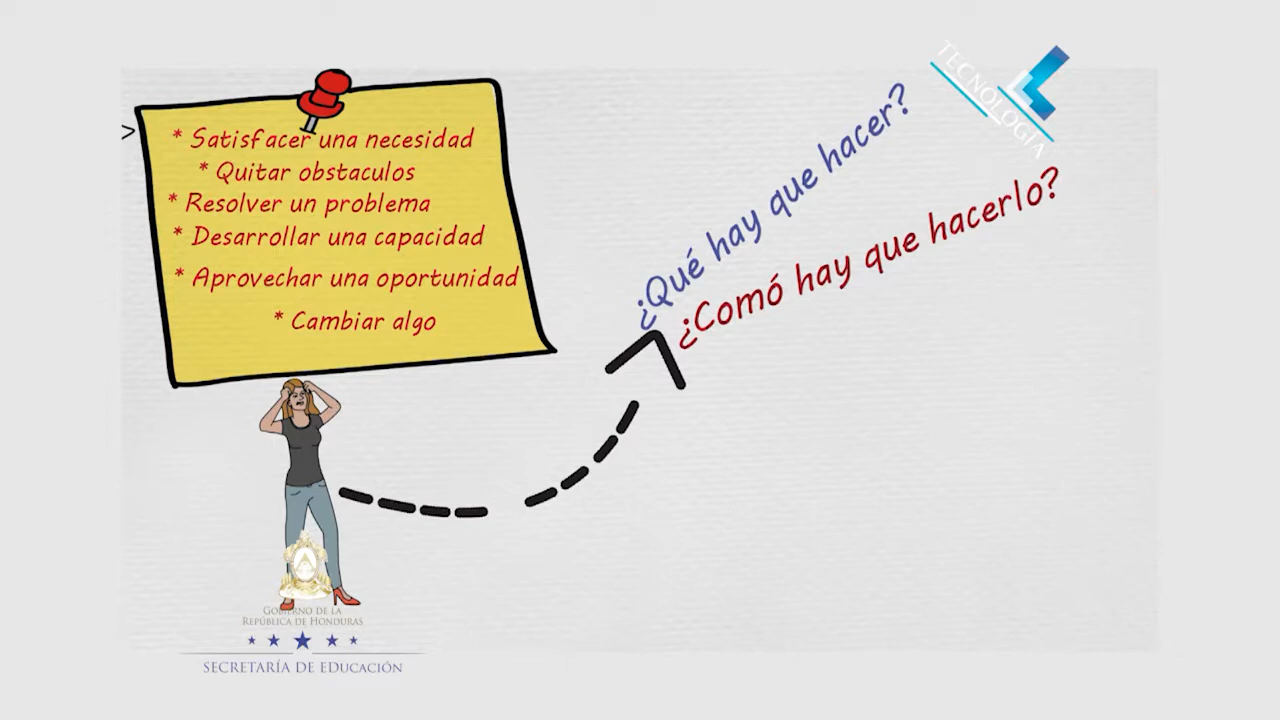 >
* Satisfacer una necesidad
* Quitar obstaculos
* Resolver un problema
* Desarrollar una capacidad
* Aprovechar una oportunidad
* Cambiar algo
¿Qué hay que hacer?
¿Comó hay que hacerlo?
TECNOLOGÍA
GOBIERNO DE LA
REPÚBLICA DE HONDURAS
SECRETARÍA DE EDUCACIÓN